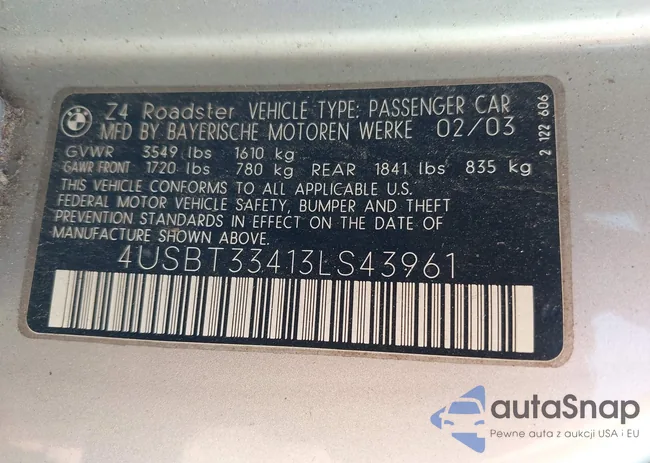 BMW
Z4 Roadster VEHICLE TYPE: PASSENGER CAR
MFD BY BAYERISCHE MOTOREN WERKE 02/03
GVWR 3549 lbs 1610 kg
GAWR FRONT 1720 lbs 780 kg REAR 1841 lbs 835 kg
THIS VEHICLE CONFORMS TO ALL APPLICABLE U.S.
FEDERAL MOTOR VEHICLE SAFETY, BUMPER AND THEFT
PREVENTION STANDARDS IN EFFECT ON THE DATE OF
MANUFACTURE SHOWN ABOVE.
4USBT33413LS43961
2 122 606
autoSnap
Pewne auta z aukcji USA i EU